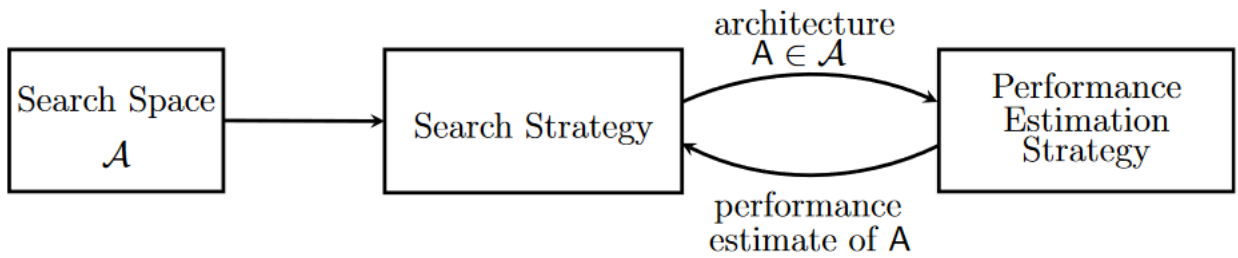 Search Space
𝒜
Search Strategy
architecture
A ∈ 𝒜
performance
estimate of A
Performance
Estimation
Strategy